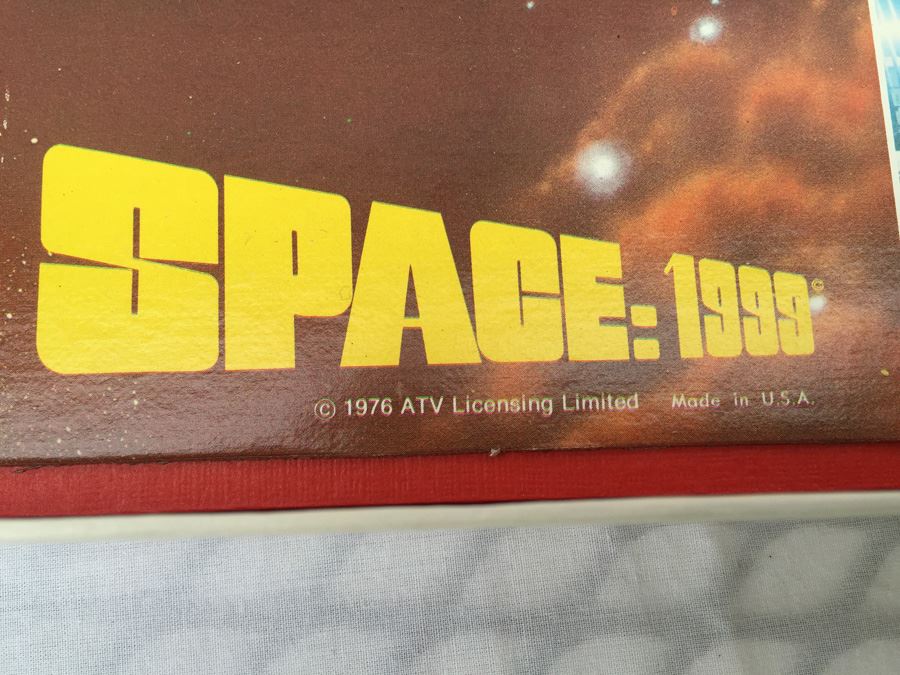 SPACE: 1999©
© 1976 ATV Licensing Limited Made in U.S.A.